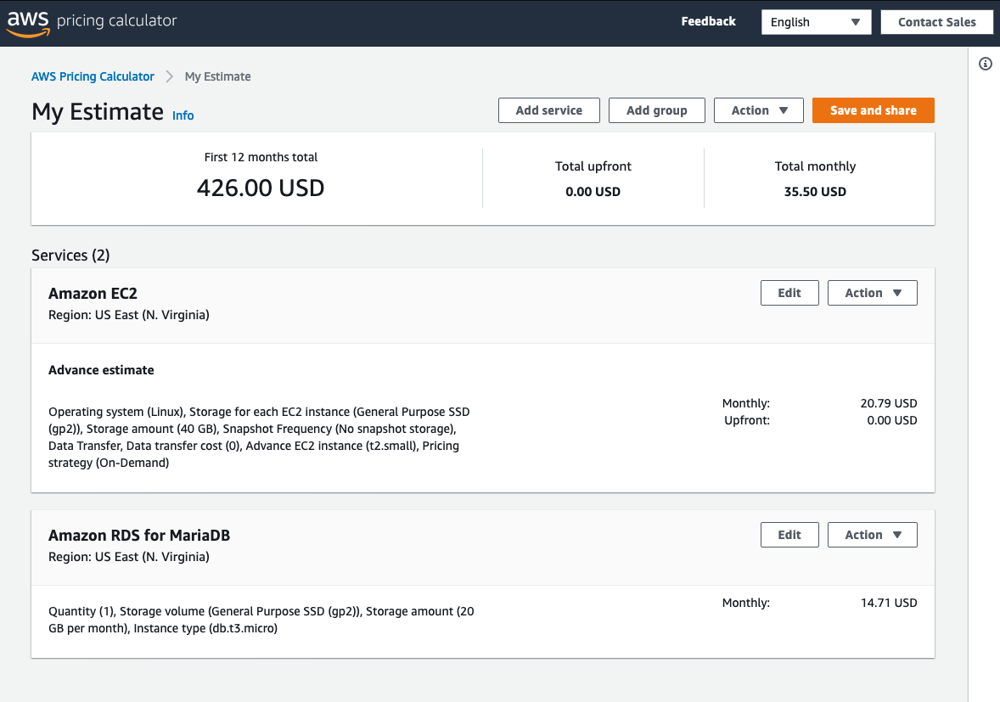 aws pricing calculator
Feedback
English
Contact Sales
AWS Pricing Calculator
My Estimate
My Estimate
Info
Add service
Add group
Action
Save and share
First 12 months total
426.00 USD
Total upfront
0.00 USD
Total monthly
35.50 USD
Services (2)
Amazon EC2
Region: US East (N. Virginia)
Edit
Action
Advance estimate
Operating system (Linux), Storage for each EC2 instance (General Purpose SSD
(gp2)), Storage amount (40 GB), Snapshot Frequency (No snapshot storage),
Data Transfer, Data transfer cost (0), Advance EC2 instance (t2.small), Pricing
strategy (On-Demand)
Monthly: 20.79 USD
Upfront: 0.00 USD
Amazon RDS for MariaDB
Region: US East (N. Virginia)
Edit
Action
Quantity (1), Storage volume (General Purpose SSD (gp2)), Storage amount (20
GB per month), Instance type (db.t3.micro)
Monthly: 14.71 USD